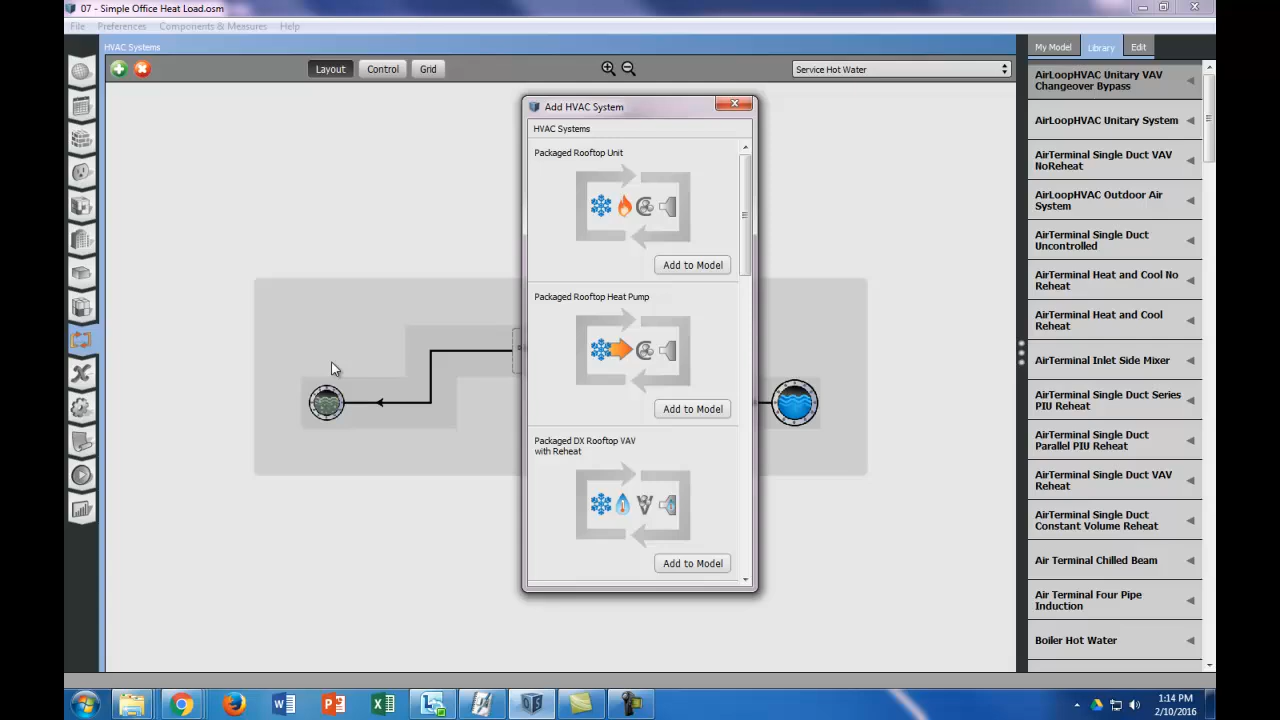 07 - Simple Office Heat Load.osm
File Preferences Components & Measures Help
HVAC Systems
My Model Library Edit
Layout Control Grid
Service Hot Water
Add HVAC System
HVAC Systems
Packaged Rooftop Unit
Add to Model
Packaged Rooftop Heat Pump
Add to Model
Packaged DX Rooftop VAV
with Reheat
Add to Model
AirLoopHVAC Unitary VAV
Changeover Bypass
AirLoopHVAC Unitary System
AirTerminal Single Duct VAV
NoReheat
AirLoopHVAC Outdoor Air
System
AirTerminal Single Duct
Uncontrolled
AirTerminal Heat and Cool No
Reheat
AirTerminal Heat and Cool
Reheat
AirTerminal Inlet Side Mixer
AirTerminal Single Duct Series
PIU Reheat
AirTerminal Single Duct
Parallel PIU Reheat
AirTerminal Single Duct VAV
Reheat
AirTerminal Single Duct
Constant Volume Reheat
Air Terminal Chilled Beam
Air Terminal Four Pipe
Induction
Boiler Hot Water
1:14 PM
2/10/2016